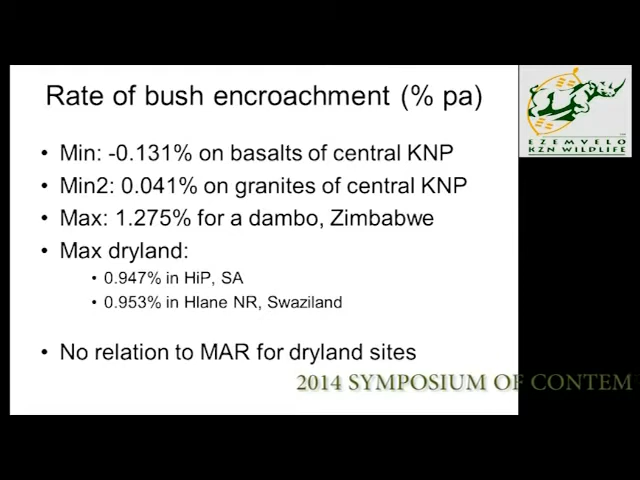 Rate of bush encroachment (% pa)
• Min: -0.131% on basalts of central KNP
• Min2: 0.041% on granites of central KNP
• Max: 1.275% for a dambo, Zimbabwe
• Max dryland:
• 0.947% in HiP, SA
• 0.953% in Hlane NR, Swaziland
• No relation to MAR for dryland sites
2014 SYMPOSIUM OF CONTEM
EZEMVELO
KZN WILDLIFE